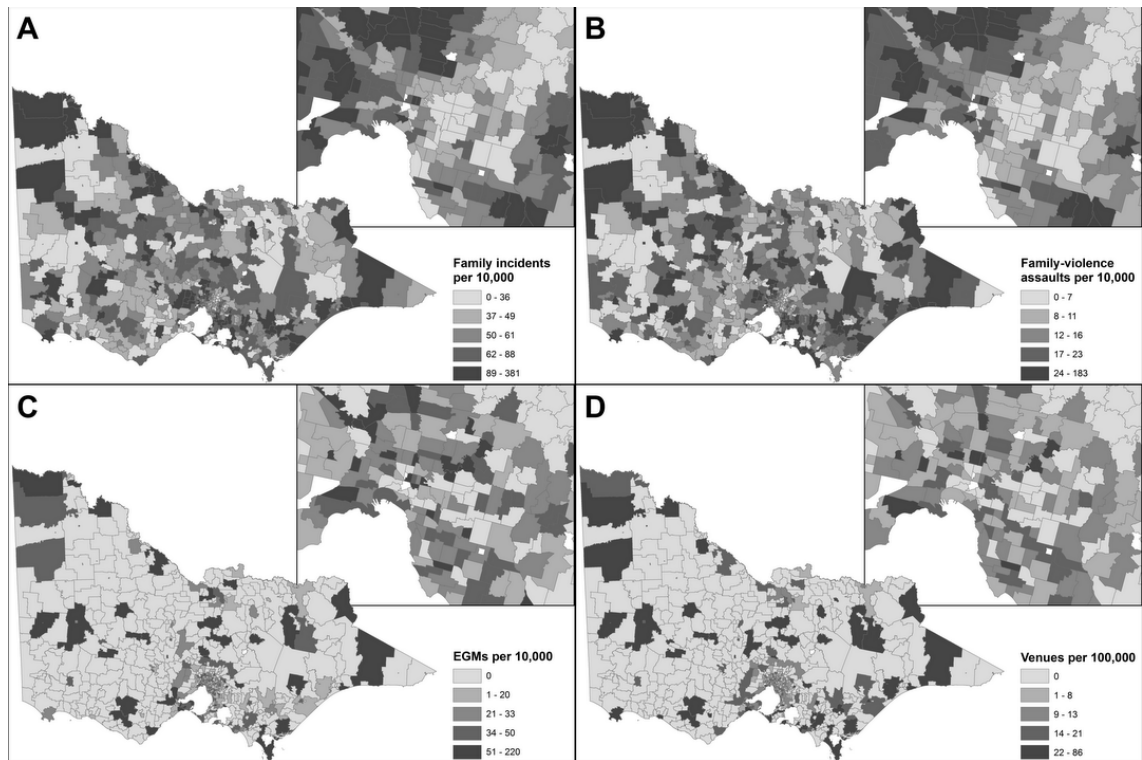 A
Family incidents
per 10,000
0 - 36
37 - 49
50 - 61
62 - 88
89 - 381
B
Family-violence
assaults per 10,000
0 - 7
8 - 11
12 - 16
17 - 23
24 - 183
C
EGMs per 10,000
0
1 - 20
21 - 33
34 - 50
51 - 220
D
Venues per 100,000
0
1 - 8
9 - 13
14 - 21
22 - 86